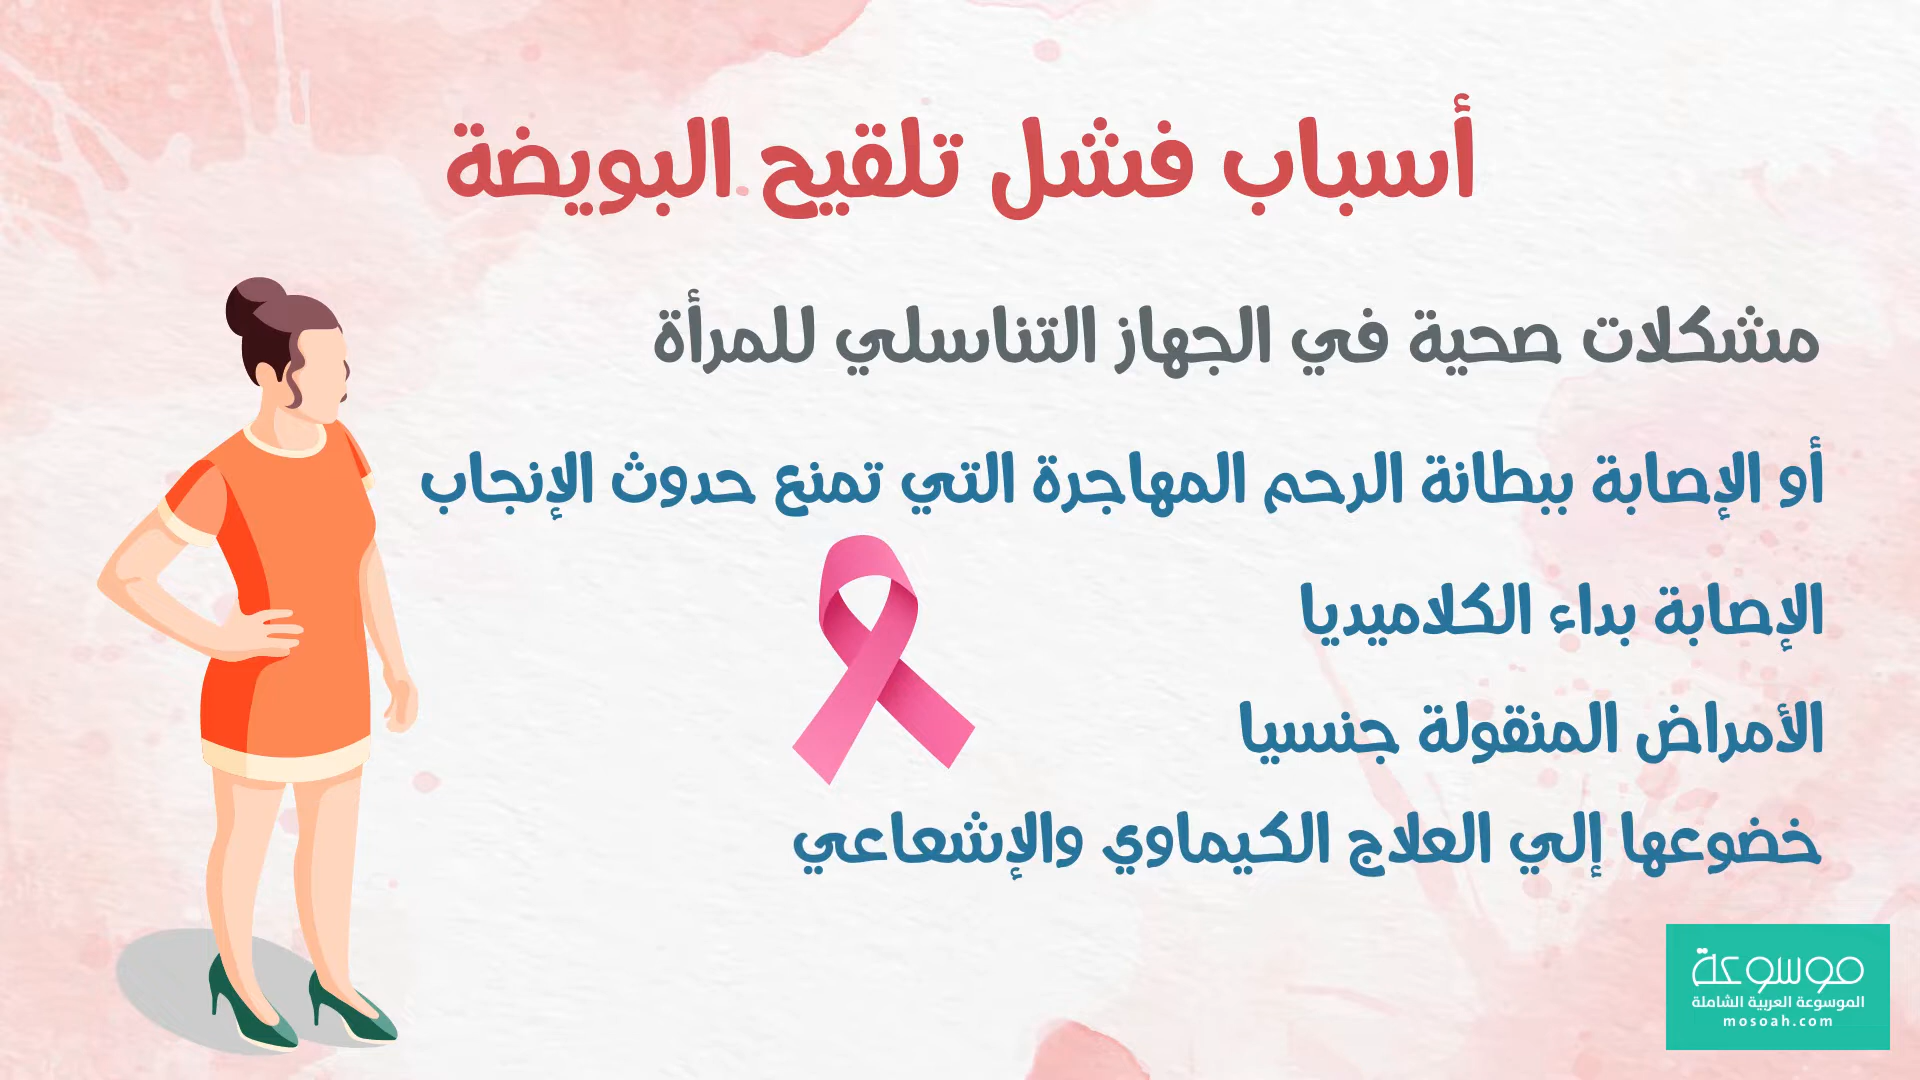 أسباب فشل تلقيح البويضة
مشكلات صحية في الجهاز التناسلي للمرأة
أو الإصابة ببطانة الرحم المهاجرة التي تمنع حدوث الإنجاب
الإصابة بداء الكلاميديا
الأمراض المنقولة جنسيا
خضوعها إلي العلاج الكيماوي والإشعاعي
موسوعة
الموسوعة العربية الشاملة
mosoah.com